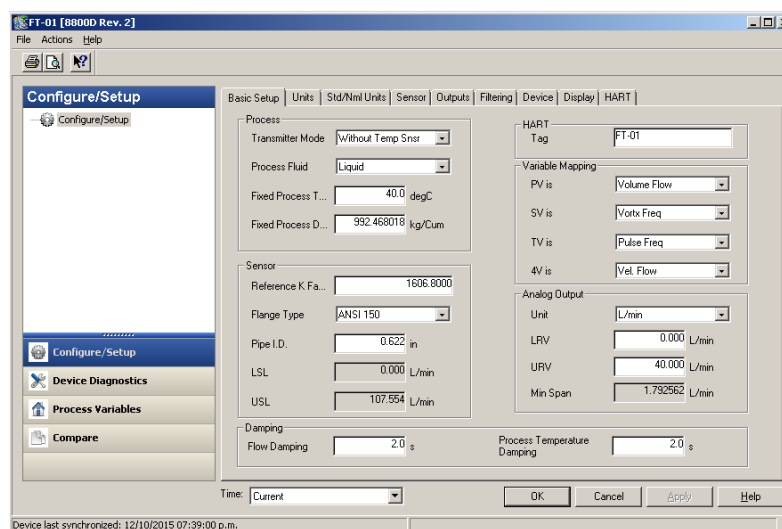 FT-01 [8800D Rev. 2]
File Actions Help
Configure/Setup
Configure/Setup
Configure/Setup
Device Diagnostics
Process Variables
Compare
Basic Setup Units Std/Nml Units Sensor Outputs Filtering Device Display HART
Process
Transmitter Mode Without Temp Snsr
Process Fluid Liquid
Fixed Process T... 40.0 degC
Fixed Process D... 992.468018 kg/Cum
Sensor
Reference K Fa... 1606.8000
Flange Type ANSI 150
Pipe I.D. 0.622 in
LSL 0.000 L/min
USL 107.554 L/min
HART
Tag FT-01
Variable Mapping
PV is Volume Flow
SV is Vortx Freq
TV is Pulse Freq
4V is Vel. Flow
Analog Output
Unit L/min
LRV 0.000 L/min
URV 40.000 L/min
Min Span 1.792562 L/min
Damping
Flow Damping 2.0 s
Process Temperature
Damping 2.0 s
Time: Current
OK Cancel Apply Help
Device last synchronized: 12/10/2015 07:39:00 p.m.